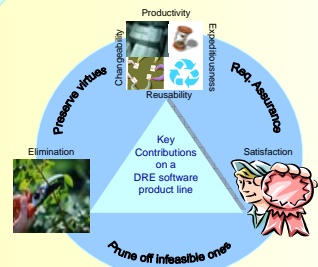 Productivity
Changeability
Expeditiousness
Reusability
Preserve virtues
Req. Assurance
Elimination
Satisfaction
Key
Contributions
on a
DRE software
product line
Prune off infeasible ones